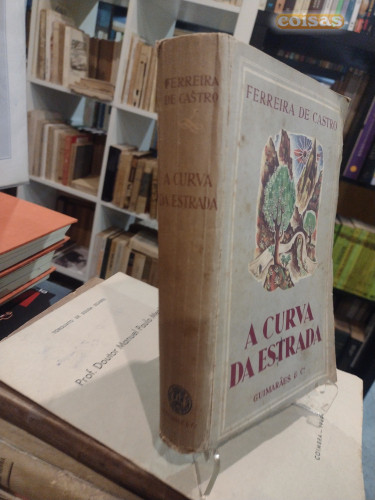 coisas
FERREIRA
DE CASTRO
A CURVA
DA ESTRADA
FERREIRA DE CASTRO
A CURVA
DA ESTRADA
GUIMARÃES & Cª
Prof. Doutor Manuel Paulo